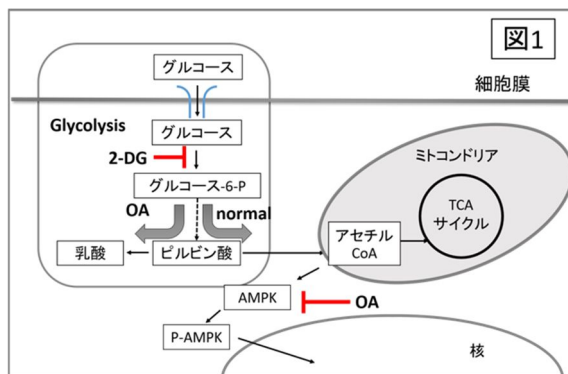 図1
グルコース
細胞膜
Glycolysis
グルコース
2-DG
ミトコンドリア
グルコース-6-P
OA
normal
TCA
サイクル
乳酸
ピルビン酸
アセチル
CoA
AMPK
OA
P-AMPK
核